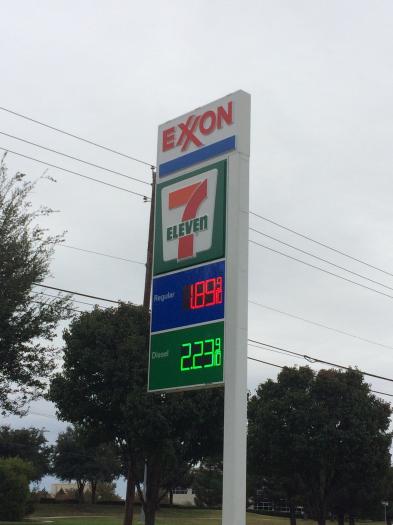 EXXON
7
ELEVEn
Regular 1.89 9/10
Diesel 2.23 9/10